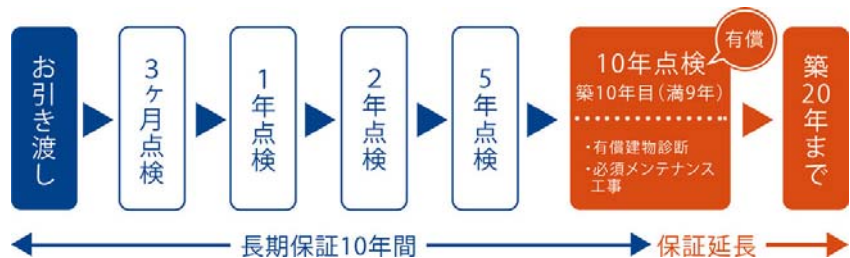 お引き渡し
3ヶ月点検
1年点検
2年点検
5年点検
有償
10年点検
築10年目(満9年)
・有償建物診断
・必須メンテナンス
工事
築20年まで
長期保証10年間
保証延長